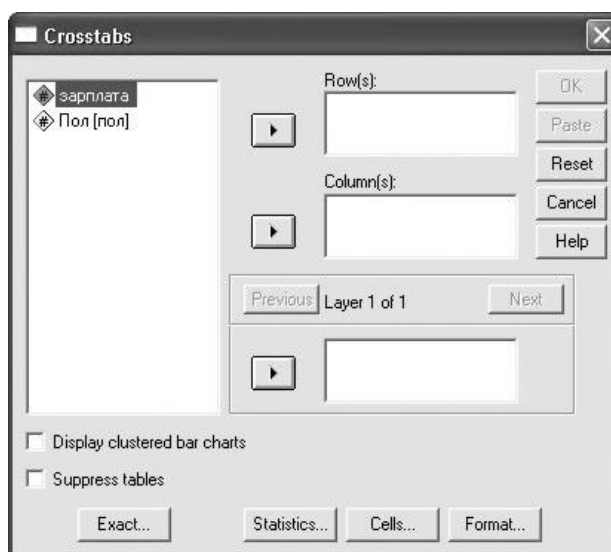 Crosstabs
зарплата
Пол [пол]
Row(s):
Column(s):
OK
Paste
Reset
Cancel
Help
Previous
Layer 1 of 1
Next
Display clustered bar charts
Suppress tables
Exact...
Statistics...
Cells...
Format...